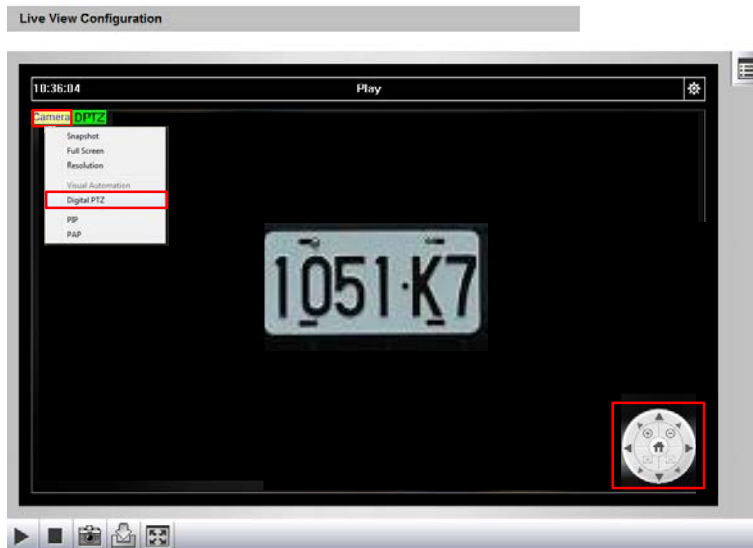 Live View Configuration
10:36:04 Play
Camera DPTZ
Snapshot
Full Screen
Resolution
Visual Automation
Digital PTZ
PIP
PAP
1051·K7